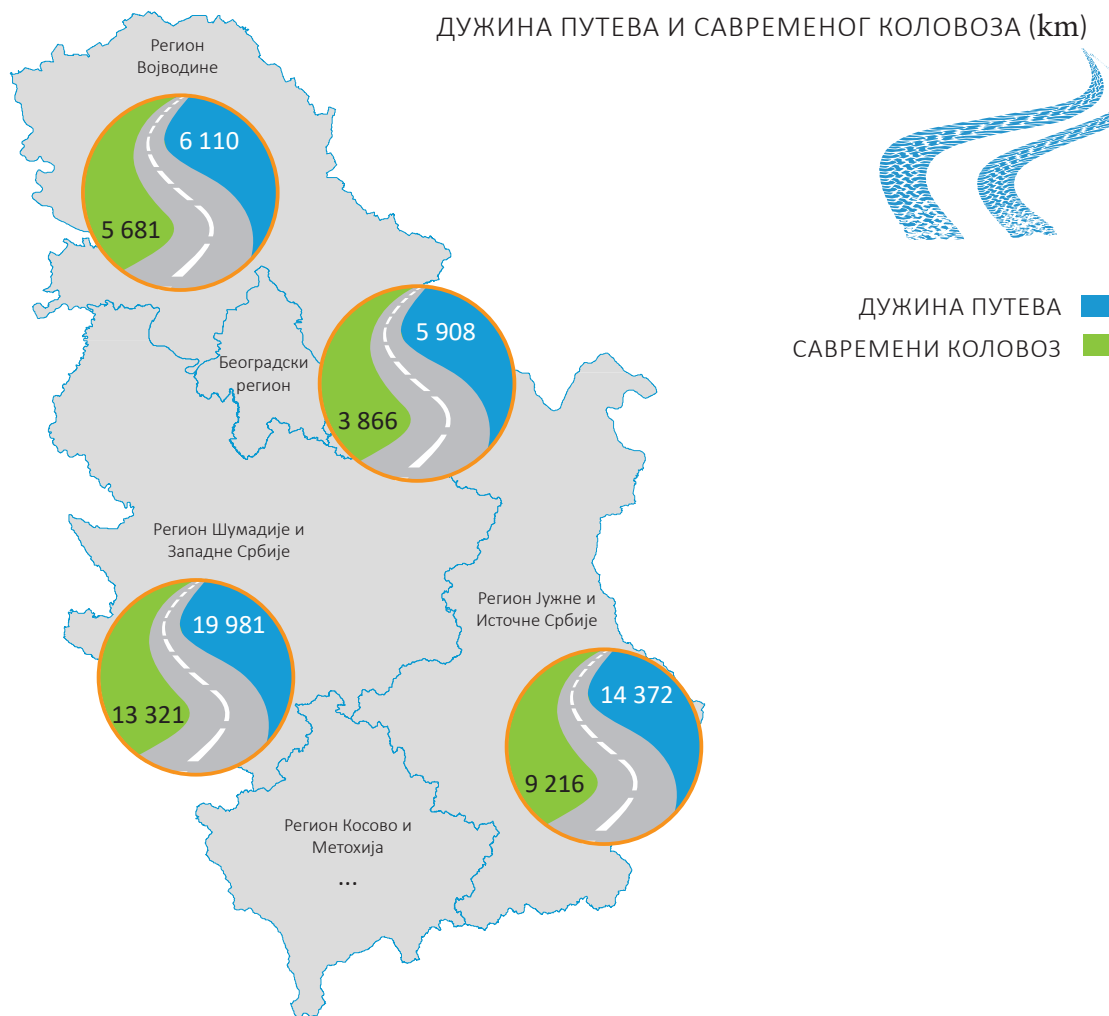 ДУЖИНА ПУТЕВА И САВРЕМЕНОГ КОЛОВОЗА (km)
Регион
Војводине
6 110
5 681
ДУЖИНА ПУТЕВА
САВРЕМЕНИ КОЛОВОЗ
Београдски
регион
5 908
3 866
Регион Шумадије и
Западне Србије
19 981
13 321
Регион Јужне и
Источне Србије
14 372
9 216
Регион Косово и
Метохија
...